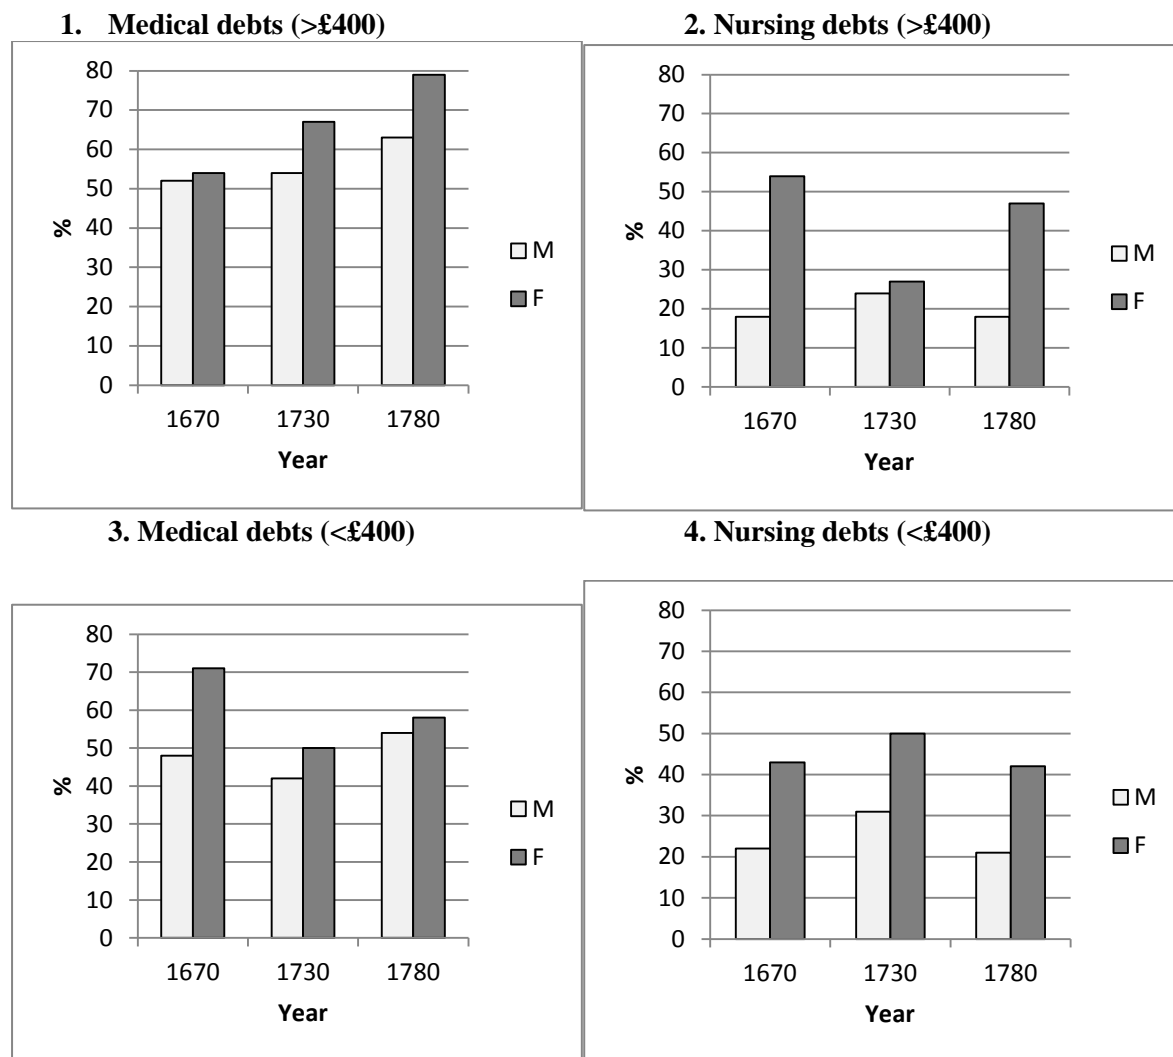 1. Medical debts (>£400)
80
70
60
50
40
30
20
10
0
%
1670 1730 1780
Year
M
F
2. Nursing debts (>£400)
80
70
60
50
40
30
20
10
0
%
1670 1730 1780
Year
M
F
3. Medical debts (<£400)
80
70
60
50
40
30
20
10
0
%
1670 1730 1780
Year
M
F
4. Nursing debts (<£400)
80
70
60
50
40
30
20
10
0
%
1670 1730 1780
Year
M
F